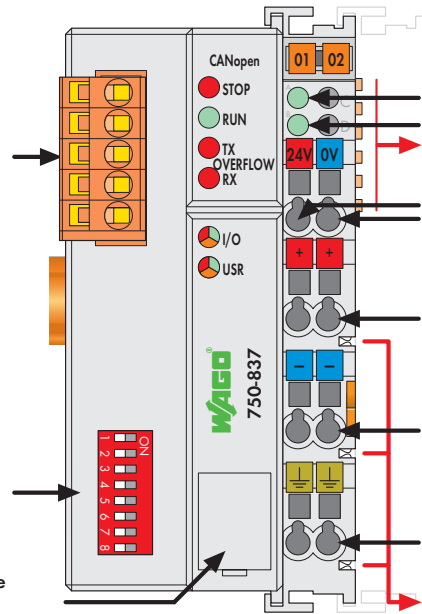 CANopen
STOP
RUN
TX
OVERFLOW
RX
I/O
USR
WAGO®
750-837
ON
1
2
3
4
5
6
7
8
01 02
A C
B D
24V 0V
+ +
– –
e